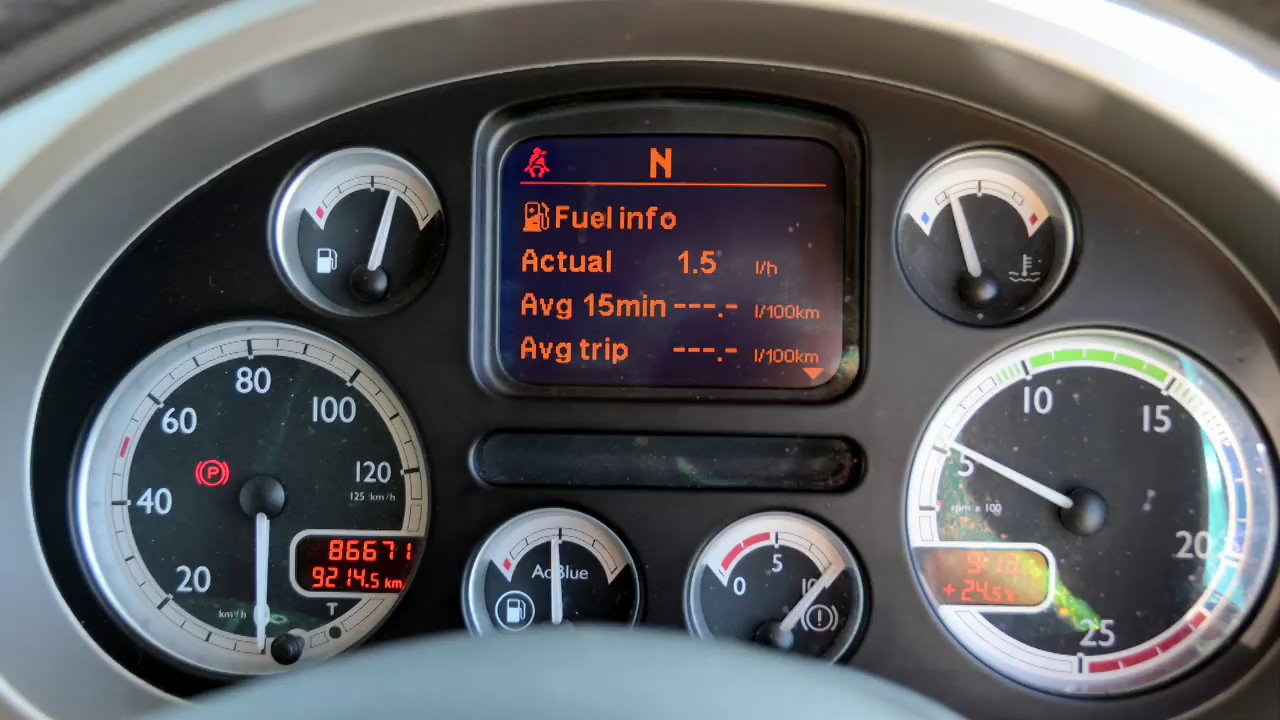 N
Fuel info
Actual 1.5 l/h
Avg 15min ---.- l/100km
Avg trip ---.- l/100km
20
40
60
80
100
120
125 km/h
km/h
P
86671
9214.5 km
T
AdBlue
0
5
10
5
10
15
20
25
rpm x 100
+24.5